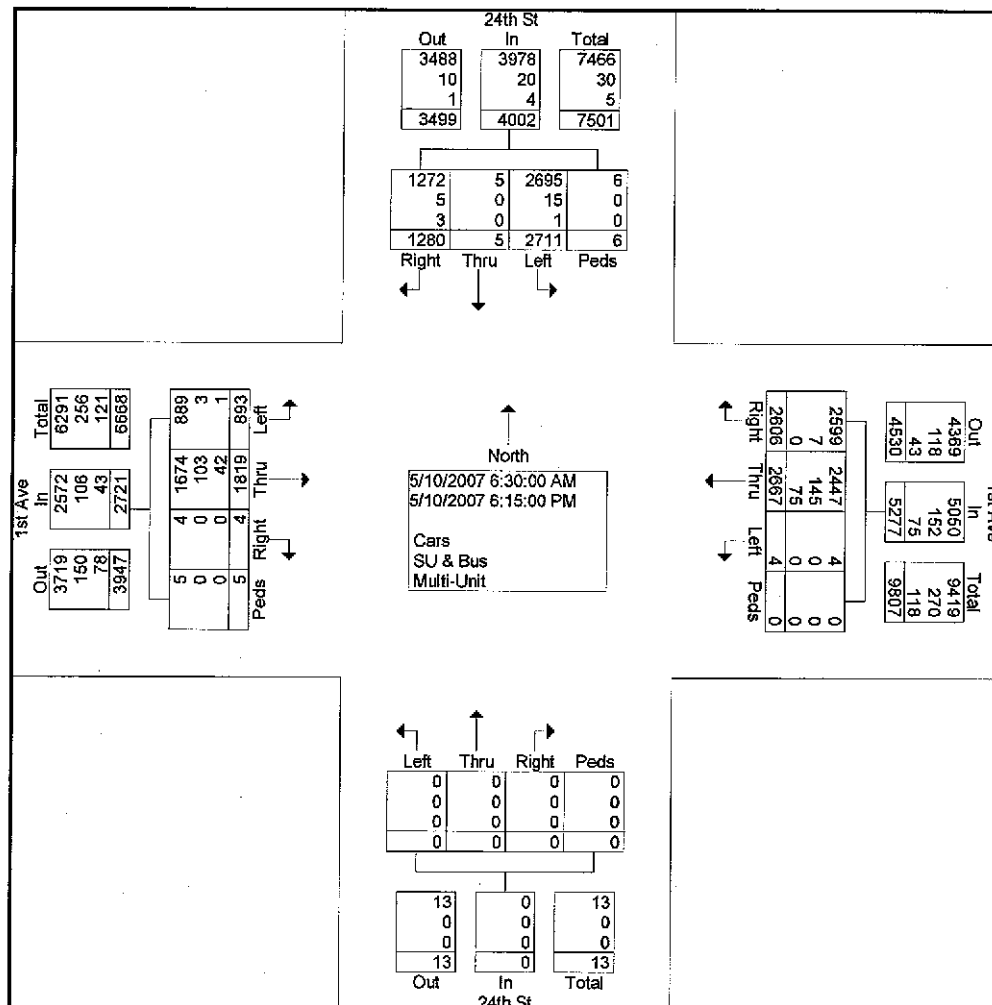 24th St
Out In Total
3488 3978 7466
10 20 30
1 4 5
3499 4002 7501
1272 5 2695 6
5 0 15 0
3 0 1 0
1280 5 2711 6
Right Thru Left Peds
1st Ave
Total
6291
256
121
6668
In
2572
106
43
2721
Out
3719
150
78
3947
889 3 1 893 Left
1674 103 42 1819 Thru
4 0 0 4 Right
5 0 0 5 Peds
North
5/10/2007 6:30:00 AM
5/10/2007 6:15:00 PM
Cars
SU & Bus
Multi-Unit
Right 2606 0 7 2599
Thru 2667 75 145 2447
Left 4 0 0 4
Peds 0 0 0 0
Out
4369
118
43
4530
In
5050
152
75
5277
Total
9419
270
118
9807
1st Ave
Left Thru Right Peds
0 0 0 0
0 0 0 0
0 0 0 0
0 0 0 0
13 0 13
0 0 0
0 0 0
13 0 13
Out In Total
24th St